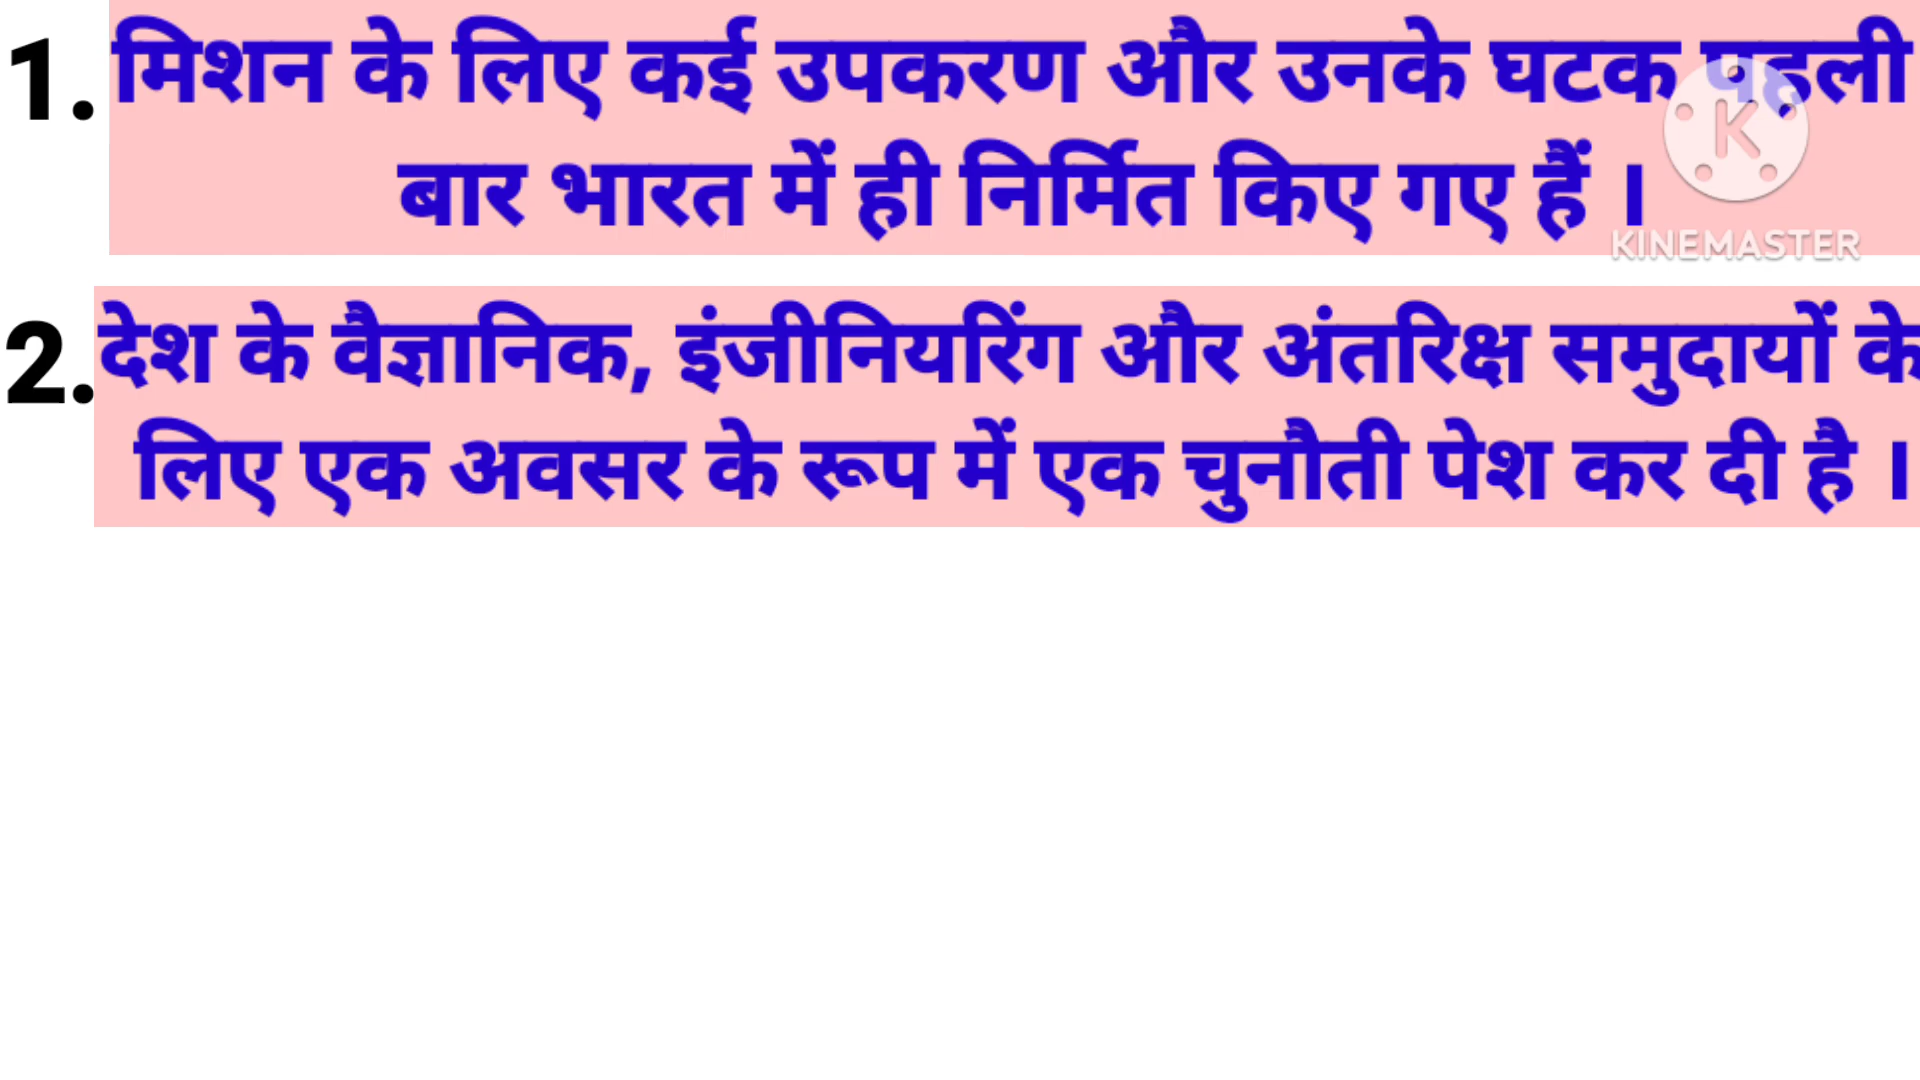 1. मिशन के लिए कई उपकरण और उनके घटक पहली
बार भारत में ही निर्मित किए गए हैं ।
KINEMASTER
2. देश के वैज्ञानिक, इंजीनियरिंग और अंतरिक्ष समुदायों के
लिए एक अवसर के रूप में एक चुनौती पेश कर दी है ।